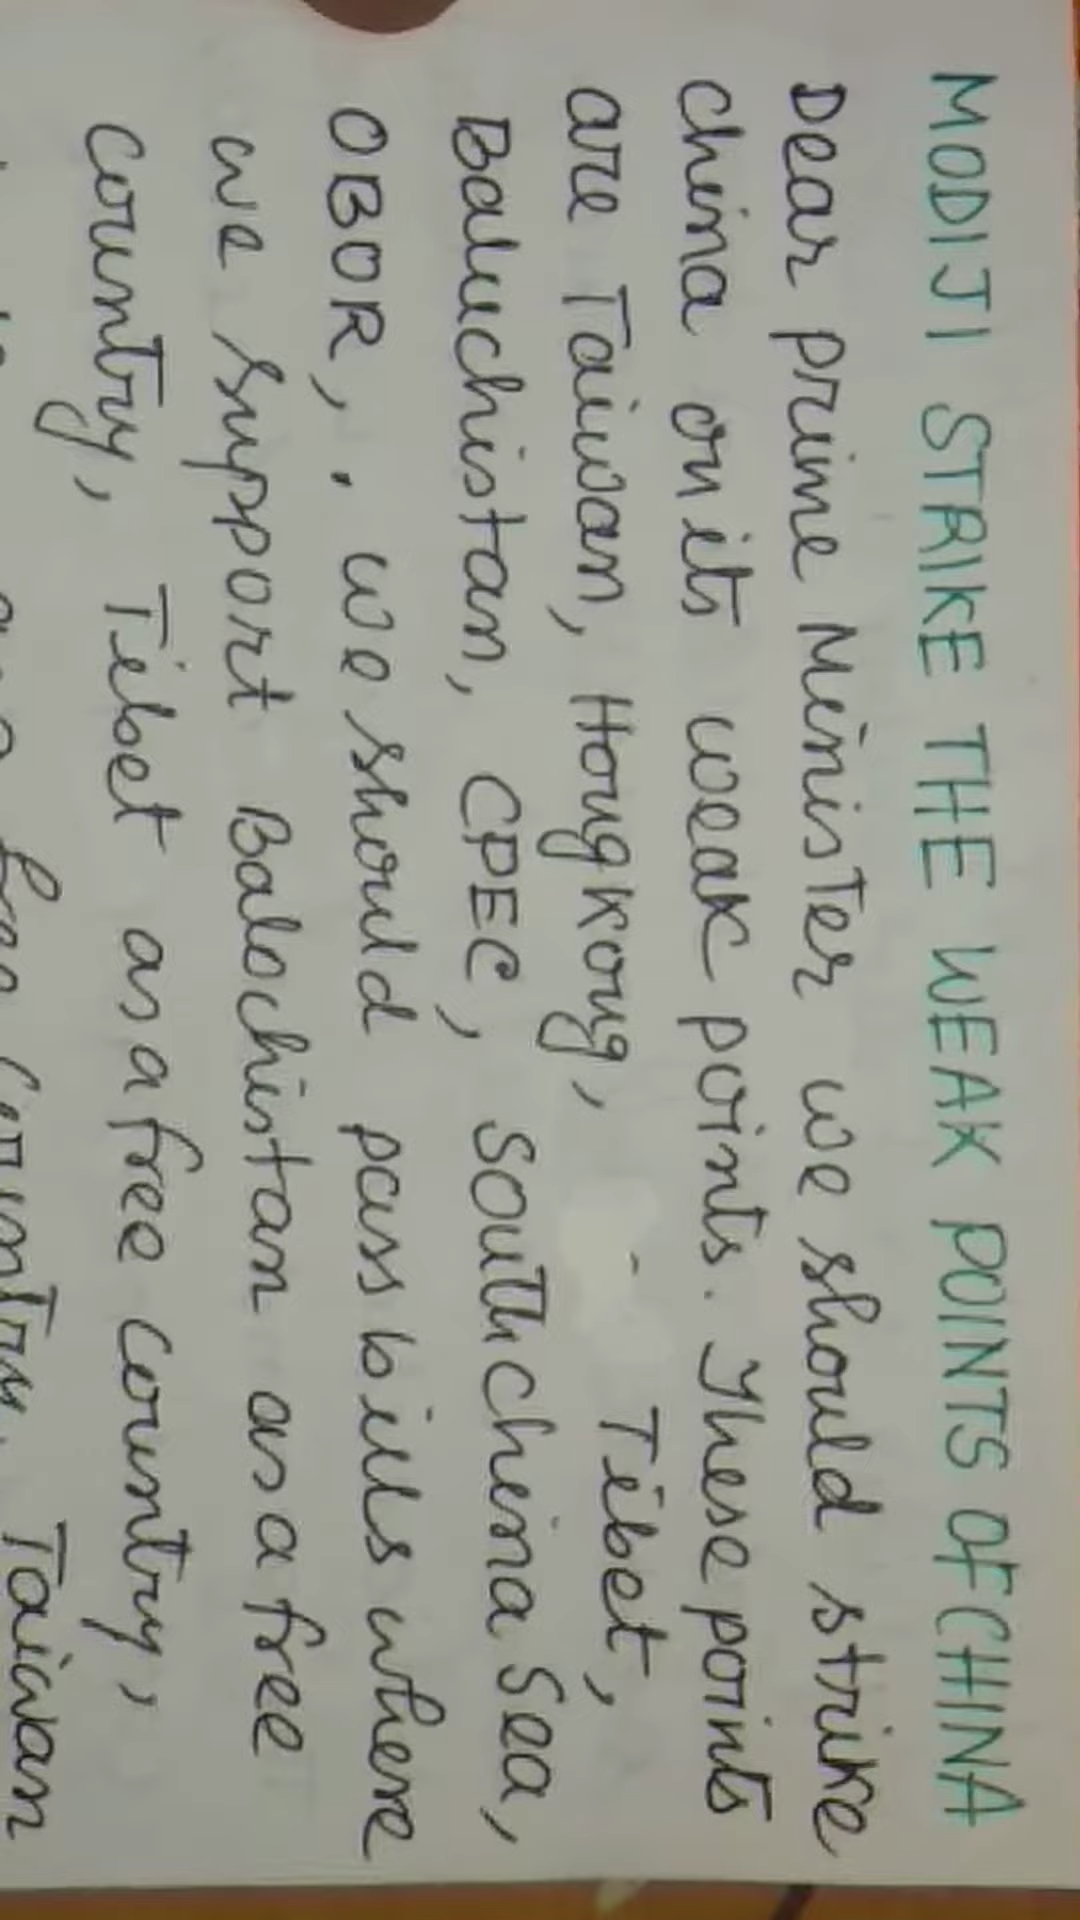 MODIJI STRIKE THE WEAK POINTS OF CHINA
Dear prime Minister we should strike
china on its weak points. These points
are Taiwan, Hongkong, - Tibet,
Baluchistan, CPEC, South china Sea,
OBOR, . we should pass bills where
we support Balochistan as a free
country, Tibet as a free country,
free country. Taiwan